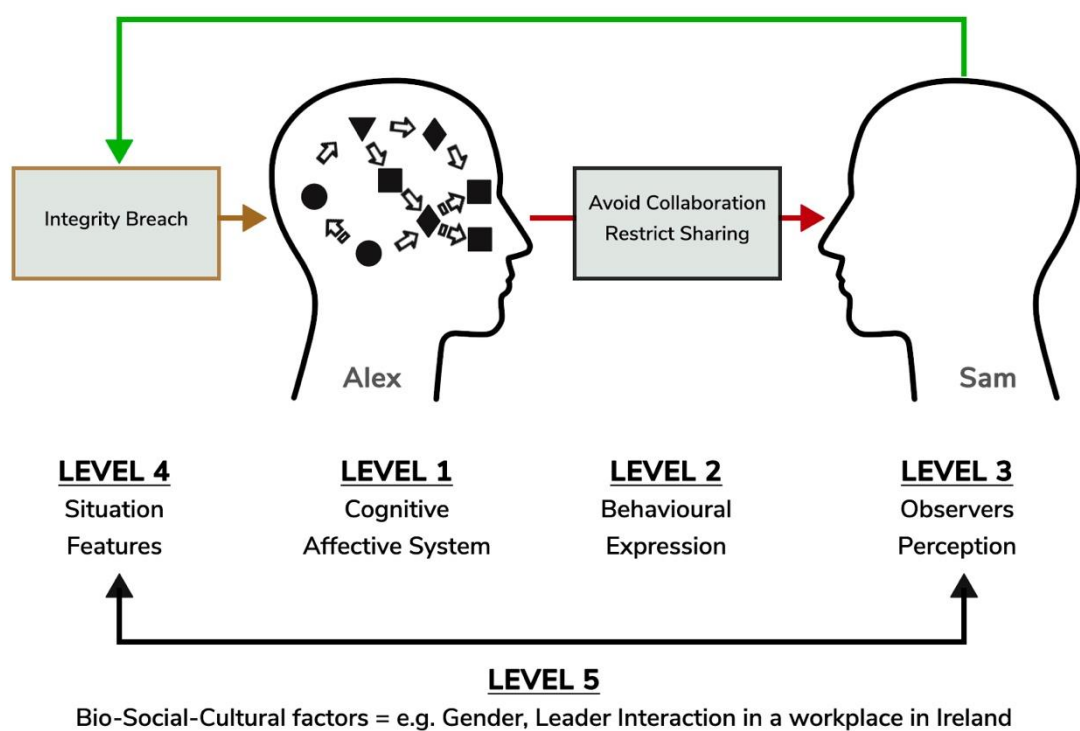 Integrity Breach
Avoid Collaboration
Restrict Sharing
Alex
Sam
LEVEL 4
Situation
Features
LEVEL 1
Cognitive
Affective System
LEVEL 2
Behavioural
Expression
LEVEL 3
Observers
Perception
LEVEL 5
Bio-Social-Cultural factors = e.g. Gender, Leader Interaction in a workplace in Ireland